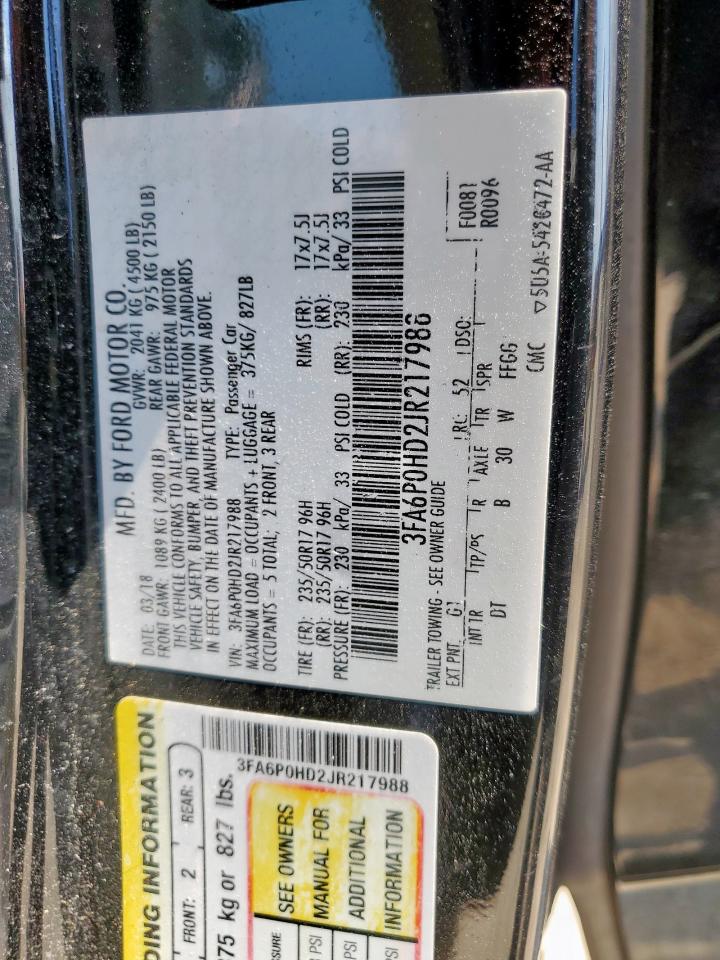 MFD. BY FORD MOTOR CO.
DATE: 03/18 GVWR: 2041 KG ( 4500 LB)
FRONT GAWR: 1089 KG ( 2400 LB) REAR GAWR: 975 KG ( 2150 LB)
THIS VEHICLE CONFORMS TO ALL APPLICABLE FEDERAL MOTOR
VEHICLE SAFETY, BUMPER, AND THEFT PREVENTION STANDARDS
IN EFFECT ON THE DATE OF MANUFACTURE SHOWN ABOVE.
VIN: 3FA6P0HD2JR217988 TYPE: Passenger Car
MAXIMUM LOAD = OCCUPANTS + LUGGAGE = 375KG/ 827LB
OCCUPANTS = 5 TOTAL; 2 FRONT, 3 REAR
TIRE (FR): 235/50R17 96H RIMS (FR): 17x7.5J
(RR): 235/50R17 96H (RR): 17x7.5J
PRESSURE (FR): 230 kPa/ 33 PSI COLD (RR): 230 kPa/ 33 PSI COLD
3FA6P0HD2JR217988
TRAILER TOWING - SEE OWNER GUIDE
F0081
EXT PNT: G1 RC: 52 DSO: R0096
INT TR TP/PS R AXLE TR SPR
DT B 30 W FFGG
CMC
DING INFORMATION
FRONT: 2 REAR: 3
375 kg or 827 lbs.
3FA6P0HD2JR217988
SEE OWNERS
MANUAL FOR
ADDITIONAL
INFORMATION
PSI
PSI